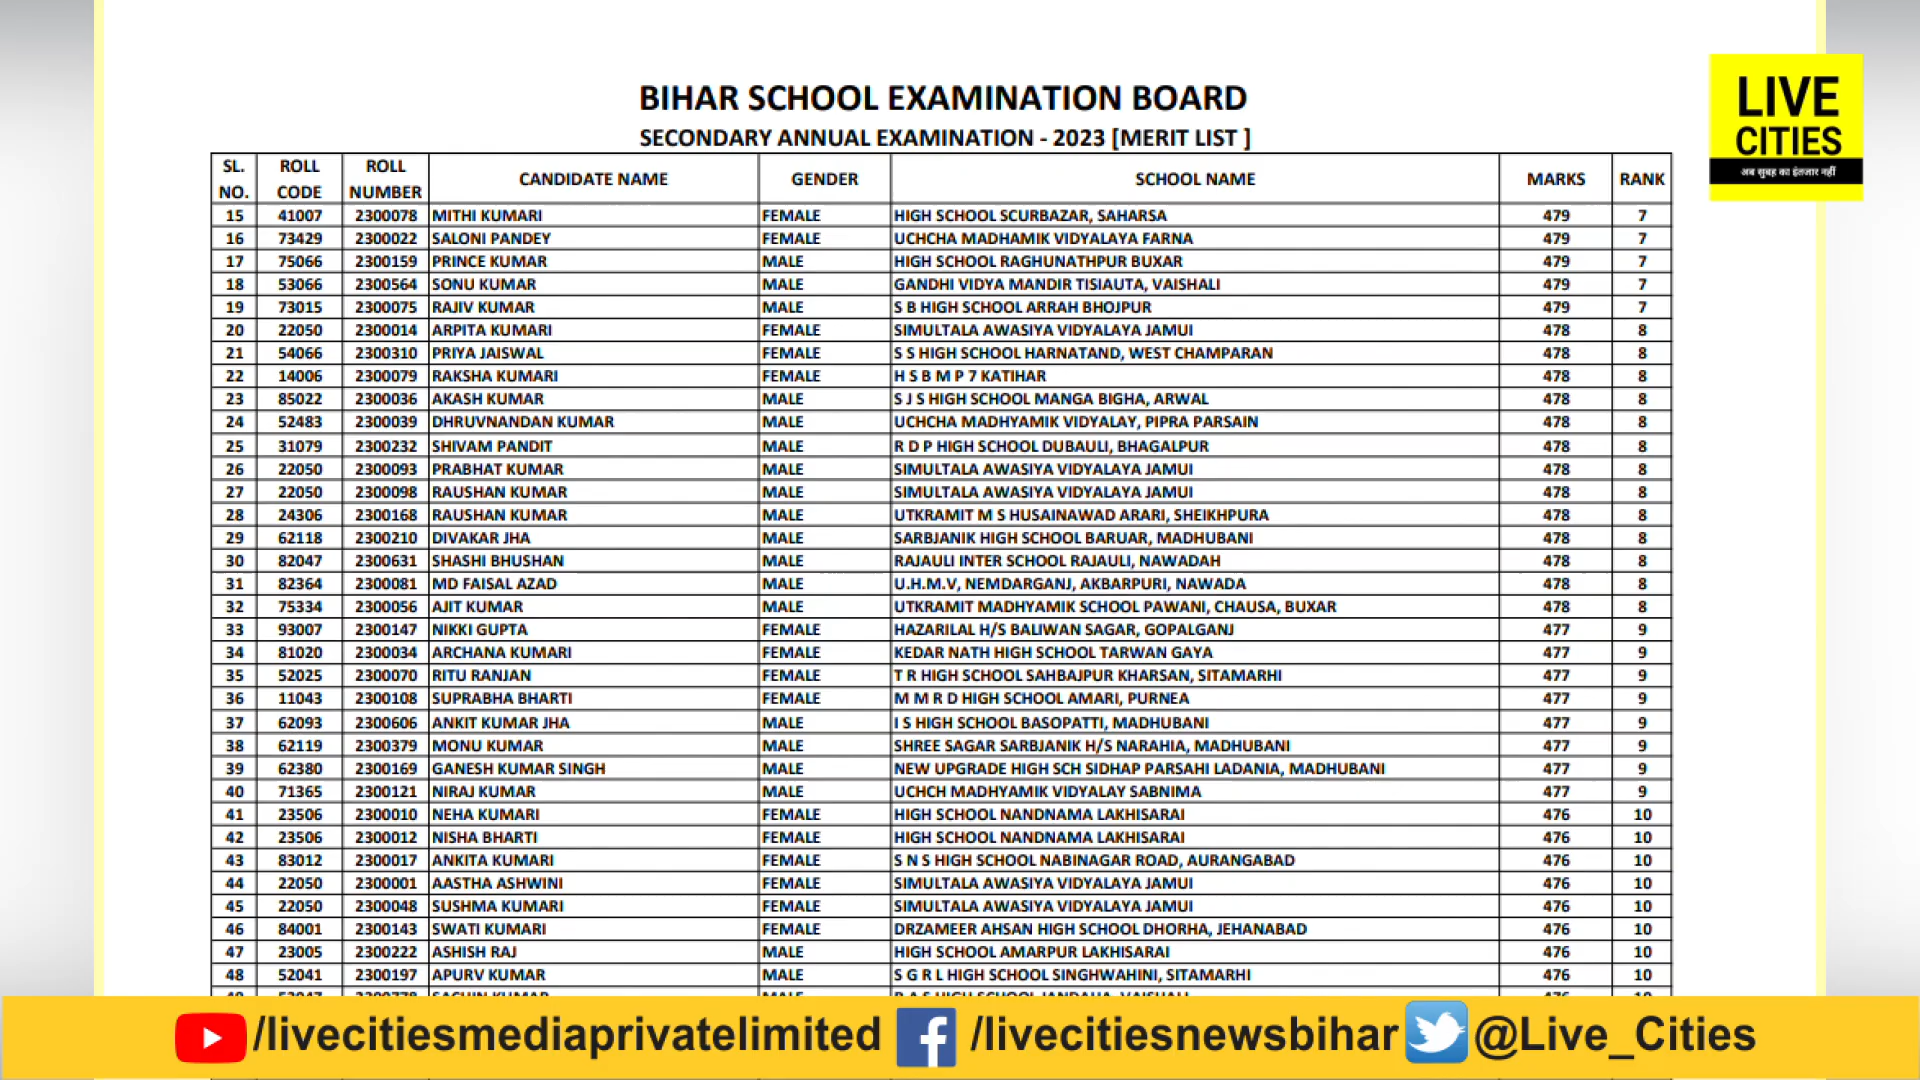 BIHAR SCHOOL EXAMINATION BOARD
SECONDARY ANNUAL EXAMINATION - 2023 [MERIT LIST ]
LIVE
CITIES
अब सुबह का इंतजार नहीं
SL. NO. ROLL CODE ROLL NUMBER CANDIDATE NAME GENDER SCHOOL NAME MARKS RANK
15 41007 2300078 MITHI KUMARI FEMALE HIGH SCHOOL SCURBAZAR, SAHARSA 479 7
16 73429 2300022 SALONI PANDEY FEMALE UCHCHA MADHAMIK VIDYALAYA FARNA 479 7
17 75066 2300159 PRINCE KUMAR MALE HIGH SCHOOL RAGHUNATHPUR BUXAR 479 7
18 53066 2300564 SONU KUMAR MALE GANDHI VIDYA MANDIR TISIAUTA, VAISHALI 479 7
19 73015 2300075 RAJIV KUMAR MALE S B HIGH SCHOOL ARRAH BHOJPUR 479 7
20 22050 2300014 ARPITA KUMARI FEMALE SIMULTALA AWASIYA VIDYALAYA JAMUI 478 8
21 54066 2300310 PRIYA JAISWAL FEMALE S S HIGH SCHOOL HARNATAND, WEST CHAMPARAN 478 8
22 14006 2300079 RAKSHA KUMARI FEMALE H S B M P 7 KATIHAR 478 8
23 85022 2300036 AKASH KUMAR MALE S J S HIGH SCHOOL MANGA BIGHA, ARWAL 478 8
24 52483 2300039 DHRUVNANDAN KUMAR MALE UCHCHA MADHYAMIK VIDYALAY, PIPRA PARSAIN 478 8
25 31079 2300232 SHIVAM PANDIT MALE R D P HIGH SCHOOL DUBAULI, BHAGALPUR 478 8
26 22050 2300093 PRABHAT KUMAR MALE SIMULTALA AWASIYA VIDYALAYA JAMUI 478 8
27 22050 2300098 RAUSHAN KUMAR MALE SIMULTALA AWASIYA VIDYALAYA JAMUI 478 8
28 24306 2300168 RAUSHAN KUMAR MALE UTKRAMIT M S HUSAINAWAD ARARI, SHEIKHPURA 478 8
29 62118 2300210 DIVAKAR JHA MALE SARBJANIK HIGH SCHOOL BARUAR, MADHUBANI 478 8
30 82047 2300631 SHASHI BHUSHAN MALE RAJAULI INTER SCHOOL RAJAULI, NAWADAH 478 8
31 82364 2300081 MD FAISAL AZAD MALE U.H.M.V, NEMDARGANJ, AKBARPURI, NAWADA 478 8
32 75334 2300056 AJIT KUMAR MALE UTKRAMIT MADHYAMIK SCHOOL PAWANI, CHAUSA, BUXAR 478 8
33 93007 2300147 NIKKI GUPTA FEMALE HAZARILAL H/S BALIWAN SAGAR, GOPALGANJ 477 9
34 81020 2300034 ARCHANA KUMARI FEMALE KEDAR NATH HIGH SCHOOL TARWAN GAYA 477 9
35 52025 2300070 RITU RANJAN FEMALE T R HIGH SCHOOL SAHBAJPUR KHARSAN, SITAMARHI 477 9
36 11043 2300108 SUPRABHA BHARTI FEMALE M M R D HIGH SCHOOL AMARI, PURNEA 477 9
37 62093 2300606 ANKIT KUMAR JHA MALE I S HIGH SCHOOL BASOPATTI, MADHUBANI 477 9
38 62119 2300379 MONU KUMAR MALE SHREE SAGAR SARBJANIK H/S NARAHIA, MADHUBANI 477 9
39 62380 2300169 GANESH KUMAR SINGH MALE NEW UPGRADE HIGH SCH SIDHAP PARSAHI LADANIA, MADHUBANI 477 9
40 71365 2300121 NIRAJ KUMAR MALE UCHCH MADHYAMIK VIDYALAY SABNIMA 477 9
41 23506 2300010 NEHA KUMARI FEMALE HIGH SCHOOL NANDNAMA LAKHISARAI 476 10
42 23506 2300012 NISHA BHARTI FEMALE HIGH SCHOOL NANDNAMA LAKHISARAI 476 10
43 83012 2300017 ANKITA KUMARI FEMALE S N S HIGH SCHOOL NABINAGAR ROAD, AURANGABAD 476 10
44 22050 2300001 AASTHA ASHWINI FEMALE SIMULTALA AWASIYA VIDYALAYA JAMUI 476 10
45 22050 2300048 SUSHMA KUMARI FEMALE SIMULTALA AWASIYA VIDYALAYA JAMUI 476 10
46 84001 2300143 SWATI KUMARI FEMALE DRZAMEER AHSAN HIGH SCHOOL DHORHA, JEHANABAD 476 10
47 23005 2300222 ASHISH RAJ MALE HIGH SCHOOL AMARPUR LAKHISARAI 476 10
48 52041 2300197 APURV KUMAR MALE S G R L HIGH SCHOOL SINGHWAHINI, SITAMARHI 476 10
/livecitiesmediaprivatelimited /livecitiesnewsbihar @Live_Cities